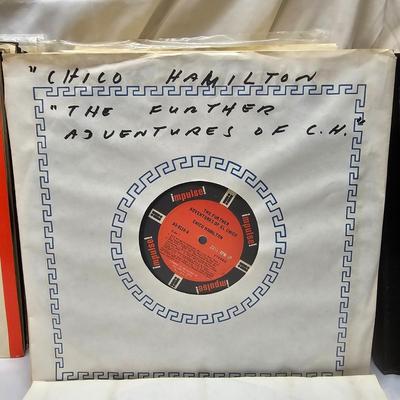 "CHICO HAMILTON
"THE FURTHER
ADVENTURES OF C.H."
impulse!
THE FURTHER
ADVENTURES OF EL CHICO
CHICO HAMILTON
impulse!
impulse!
impulse!